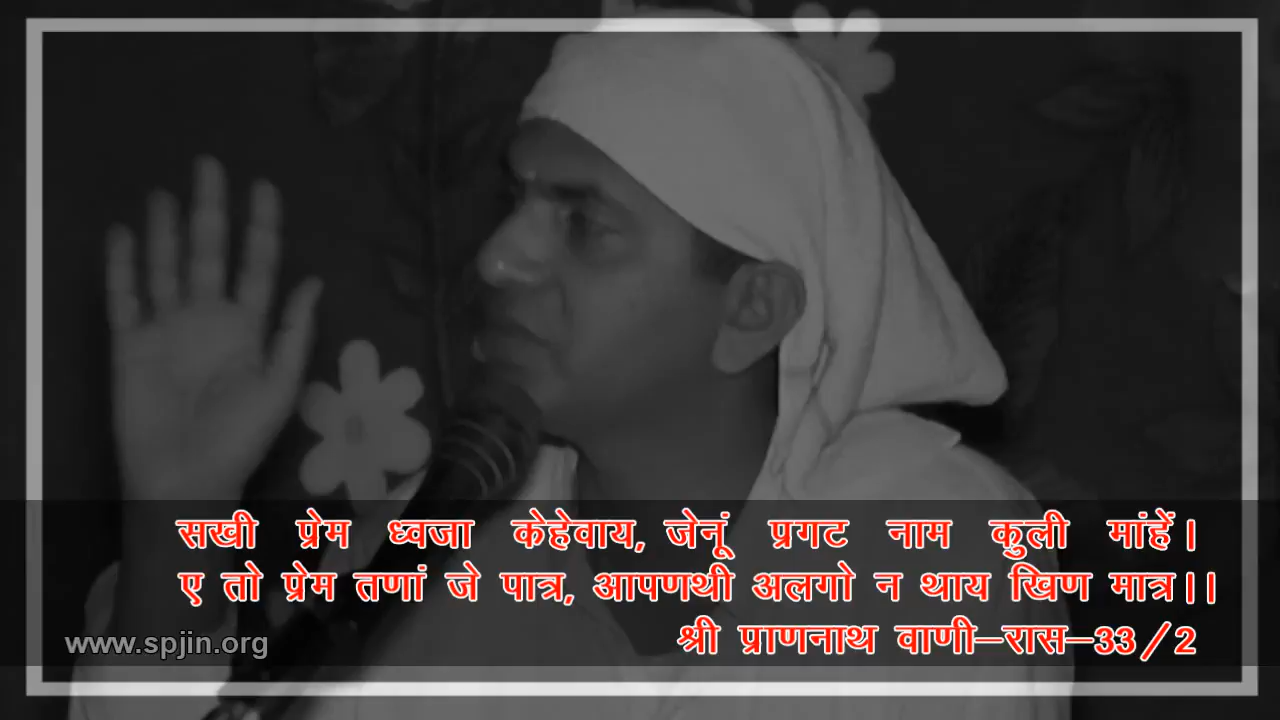 सखी प्रेम ध्वजा केहेवाय, जेनूं प्रगट नाम कुली मांहें।
ए तो प्रेम तणां जे पात्र, आपणथी अलगो न थाय खिण मात्र।।
श्री प्राणनाथ वाणी–रास–33/2
www.spjin.org